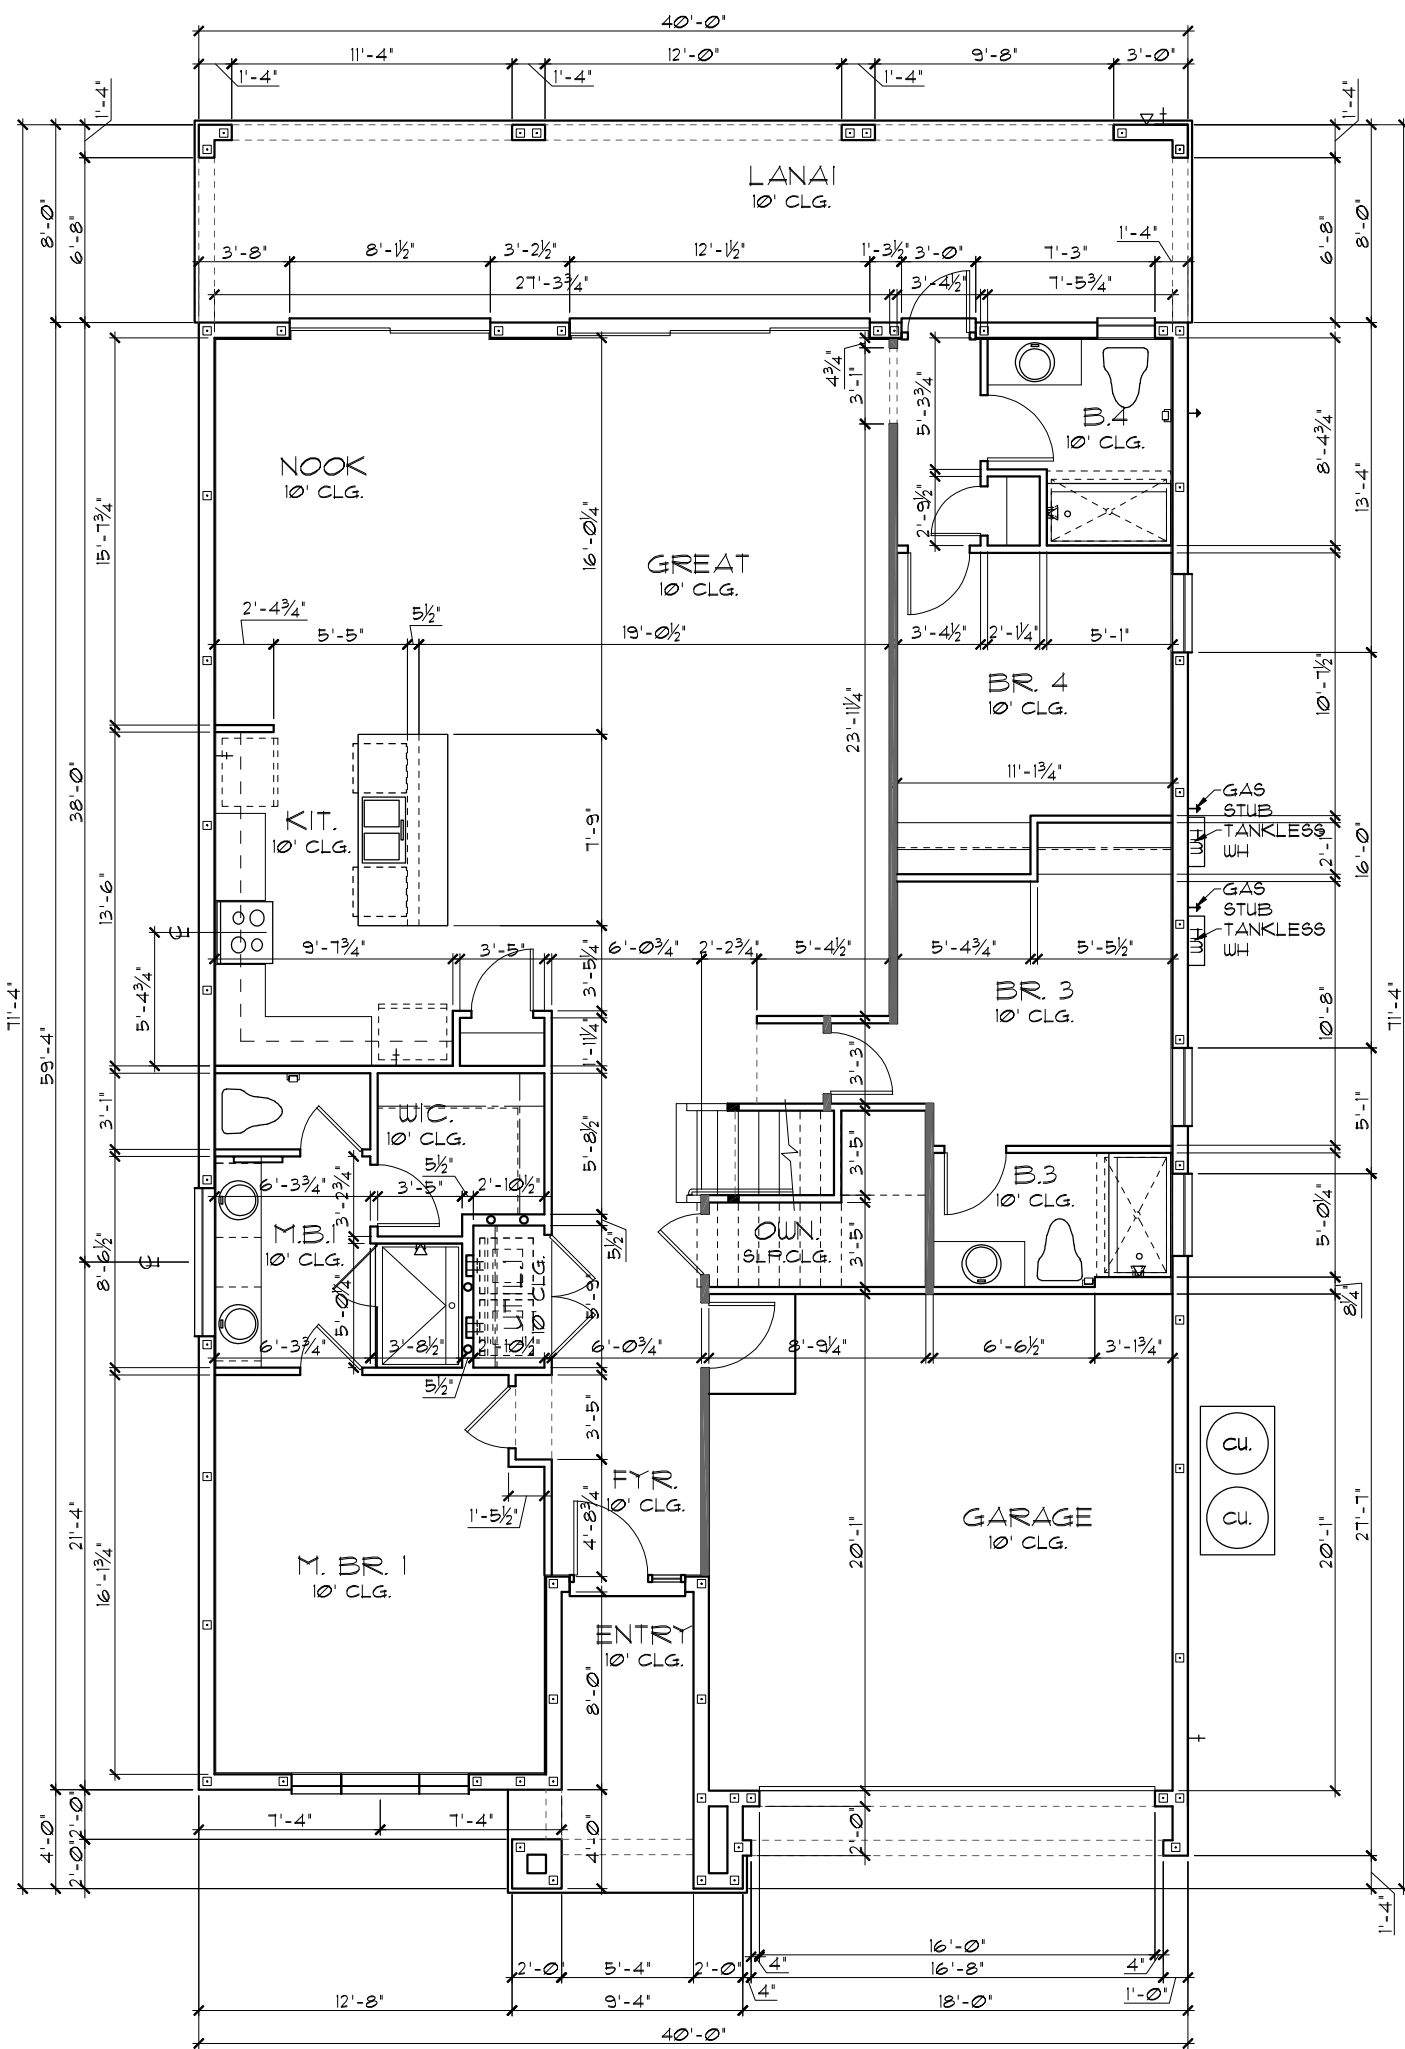 40'-0"
11'-4"
12'-0"
9'-8"
3'-0"
1'-4"
1'-4"
1'-4"
1'-4"
1'-4"
LANAI
10' CLG.
8'-0"
6'-8"
6'-8"
8'-0"
3'-8"
8'-1½"
3'-2½"
12'-1½"
1'-3½"
3'-0"
7'-3"
1'-4"
27'-3¾"
3'-4½"
7'-5¾"
4¾"
3'-1"
5'-3¾"
B.4
10' CLG.
8'-4¾"
13'-4"
NOOK
10' CLG.
15'-7¾"
16'-0¼"
2'-9½"
GREAT
10' CLG.
2'-4¾"
5'-5"
5½"
19'-0½"
3'-4½"
2'-1¼"
5'-1"
BR. 4
10' CLG.
10'-7½"
23'-11¼"
11'-1¾"
38'-0"
KIT.
10' CLG.
7'-9"
GAS
STUB
TANKLESS
WH
2'-1"
16'-0"
GAS
STUB
TANKLESS
WH
13'-6"
5'-4¾"
9'-7¾"
3'-5"
6'-0¾"
2'-2¾"
5'-4½"
5'-4¾"
5'-5½"
3'-5¼"
BR. 3
10' CLG.
10'-8"
71'-4"
59'-4"
71'-4"
1'-11¼"
3'-3"
3'-1"
W.I.C.
10' CLG.
5'-8½"
3'-5"
5'-1"
6'-3¾"
3'-2¾"
3'-5"
5½"
2'-10½"
B.3
10' CLG.
M.B.1
10' CLG.
8'-6½"
5½"
OWN.
SLP.CLG.
3'-5"
5'-0¼"
UTIL.
10' CLG.
5'-9"
5'-0¼"
8¼"
6'-3¾"
3'-8½"
2'-10½"
6'-0¾"
8'-9¼"
6'-6½"
3'-1¾"
5½"
3'-5"
CU.
CU.
FYR.
10' CLG.
1'-5½"
4'-8¾"
GARAGE
10' CLG.
20'-1"
20'-1"
27'-7"
21'-4"
16'-1¾"
M. BR. 1
10' CLG.
ENTRY
10' CLG.
8'-0"
7'-4"
7'-4"
4'-0"
2'-0"
2'-0"
4'-0"
2'-0"
1'-4"
16'-0"
4"
4"
2'-0"
5'-4"
2'-0"
16'-8"
4"
1'-0"
12'-8"
9'-4"
18'-0"
40'-0"